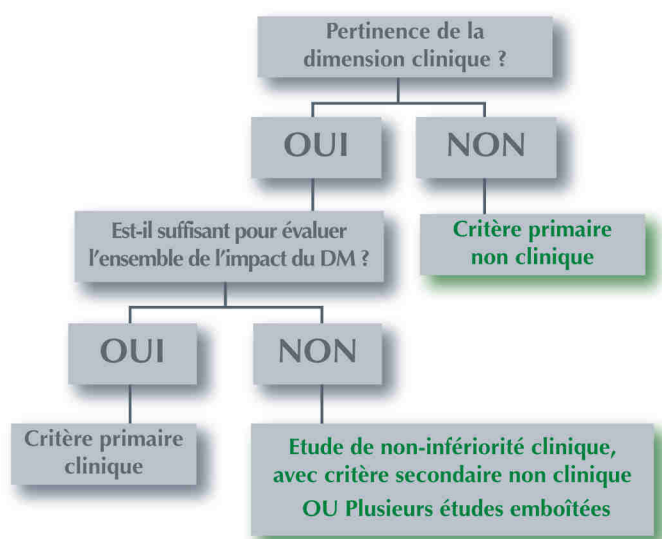 Pertinence de la
dimension clinique ?
OUI
NON
Est-il suffisant pour évaluer
l'ensemble de l'impact du DM ?
Critère primaire
non clinique
OUI
NON
Critère primaire
clinique
Etude de non-infériorité clinique,
avec critère secondaire non clinique
OU Plusieurs études emboîtées